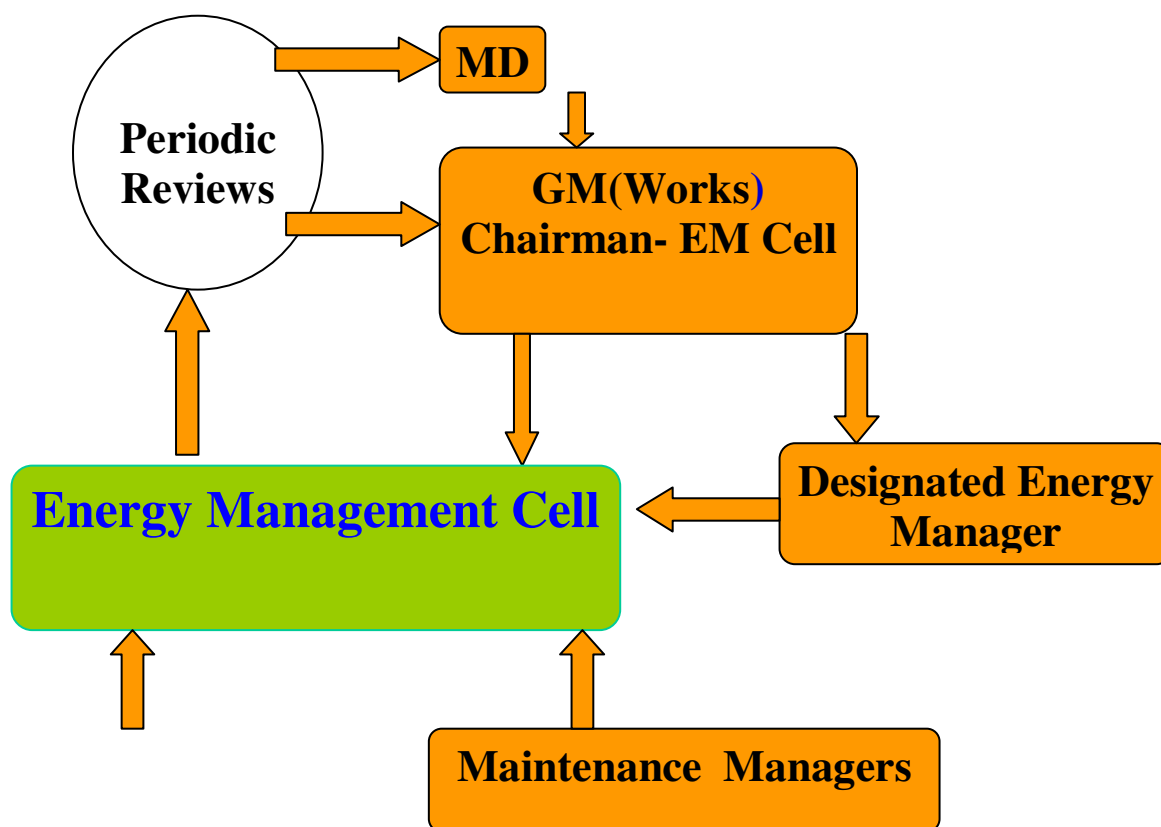 MD
Periodic
Reviews
GM(Works)
Chairman- EM Cell
Energy Management Cell
Designated Energy
Manager
Maintenance Managers